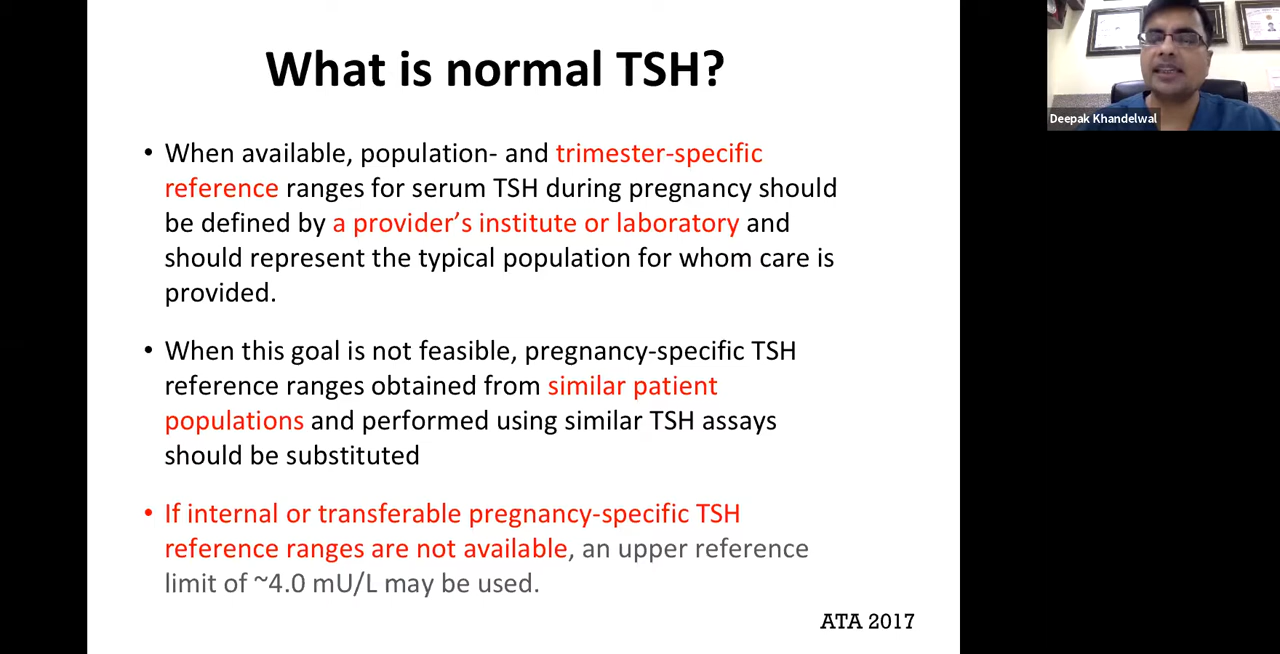 What is normal TSH?
• When available, population- and trimester-specific
reference ranges for serum TSH during pregnancy should
be defined by a provider’s institute or laboratory and
should represent the typical population for whom care is
provided.
• When this goal is not feasible, pregnancy-specific TSH
reference ranges obtained from similar patient
populations and performed using similar TSH assays
should be substituted
• If internal or transferable pregnancy-specific TSH
reference ranges are not available, an upper reference
limit of ~4.0 mU/L may be used.
ATA 2017
Deepak Khandelwal